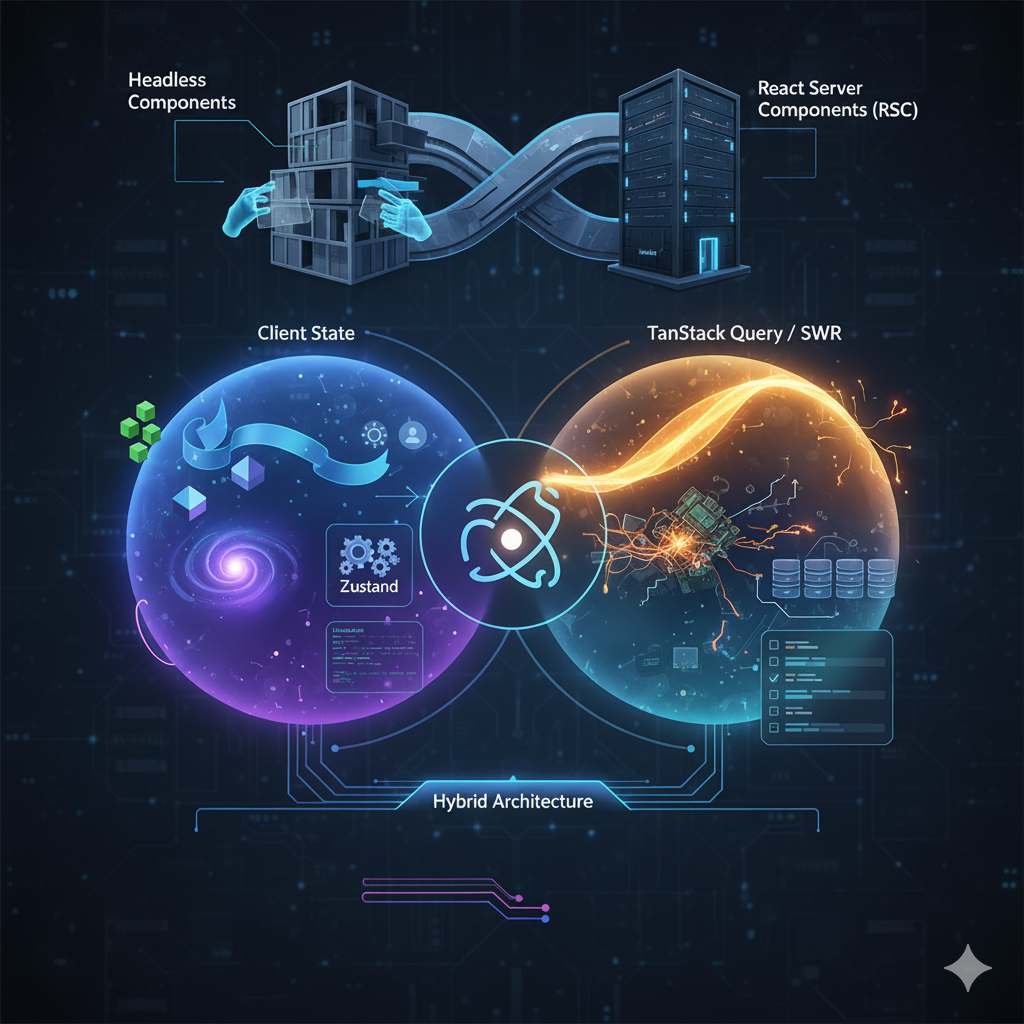 Headless
Components
React Server
Components (RSC)
Client State
TanStack Query / SWR
Zustand
Hybrid Architecture